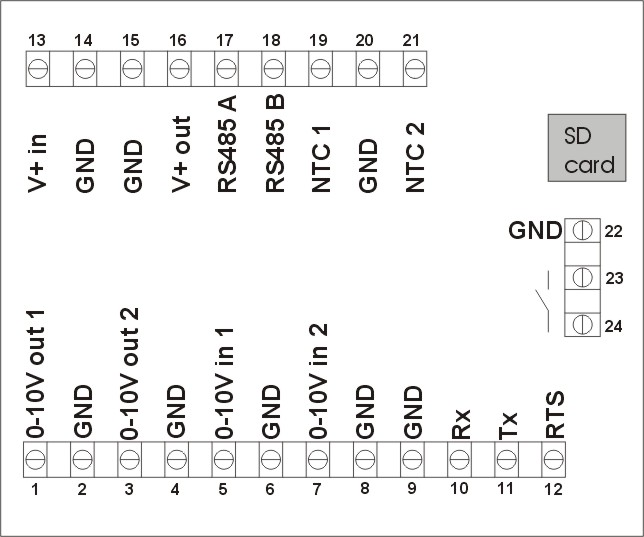 13 14 15 16 17 18 19 20 21
V+ in
GND
GND
V+ out
RS485 A
RS485 B
NTC 1
GND
NTC 2
SD
card
GND 22
23
24
0-10V out 1
GND
0-10V out 2
GND
0-10V in 1
GND
0-10V in 2
GND
GND
Rx
Tx
RTS
1 2 3 4 5 6 7 8 9 10 11 12